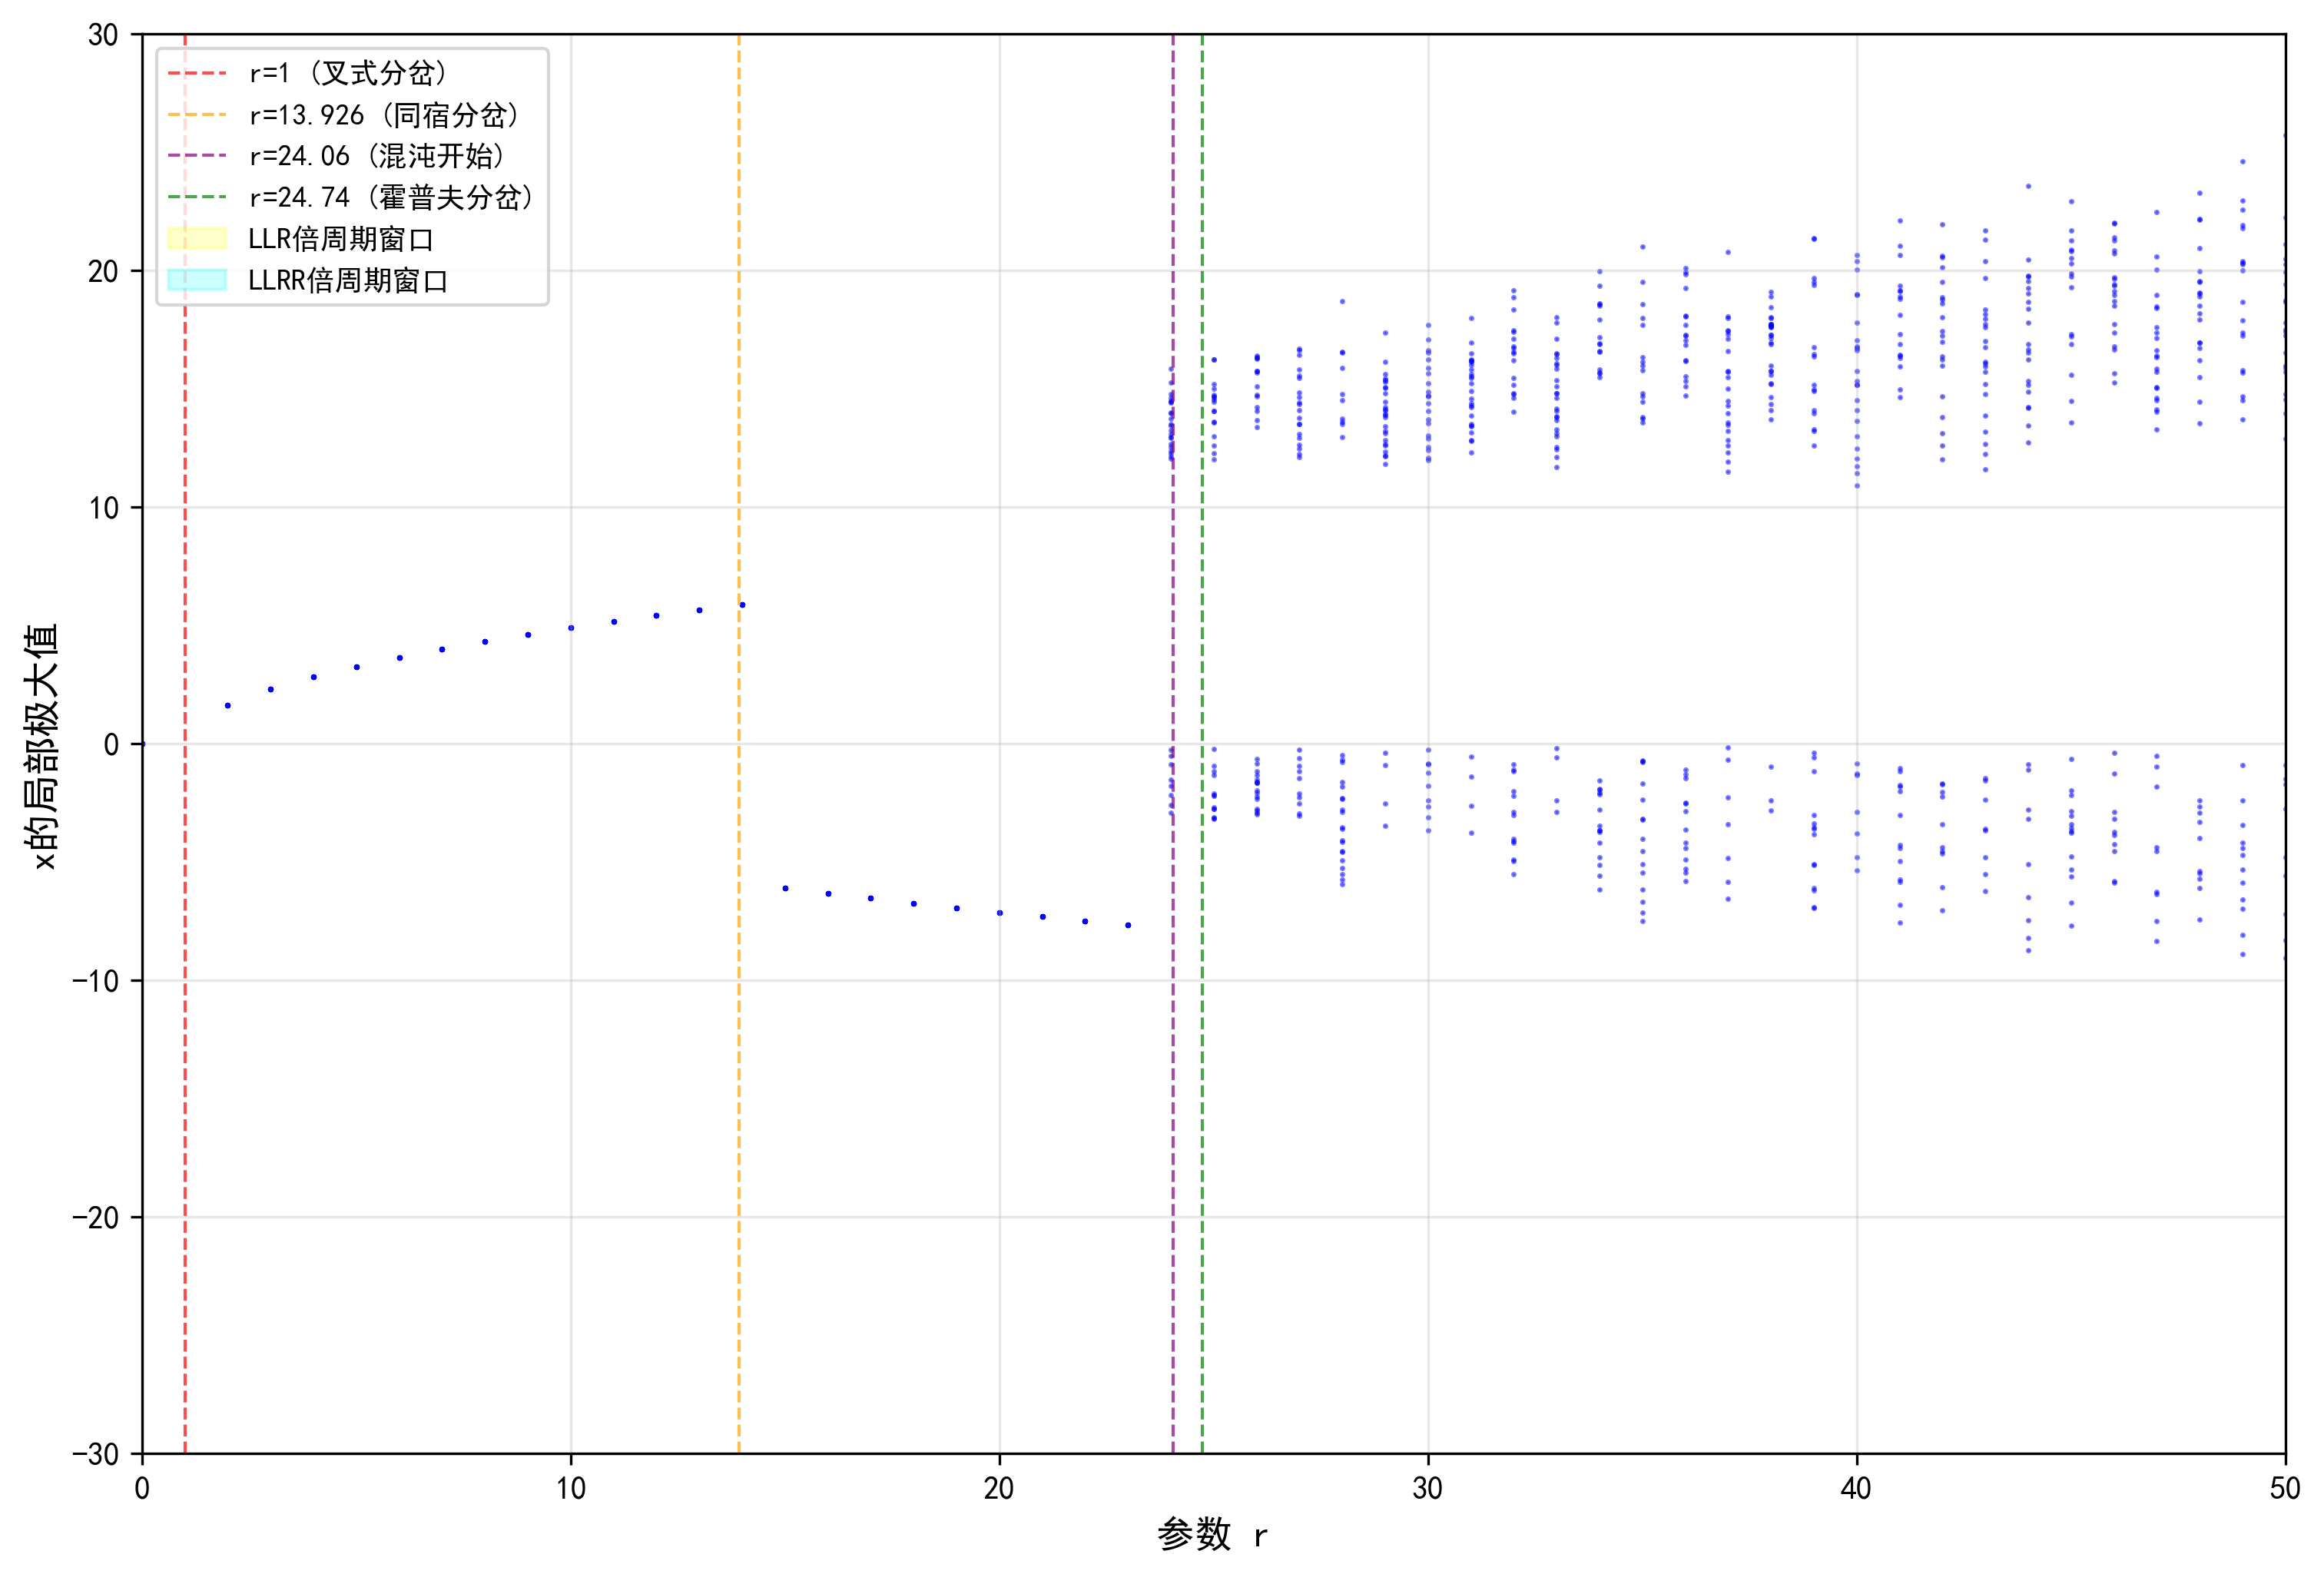 30
20
10
0
−10
−20
−30
x的局部极大值
r=1 (叉式分岔)
r=13.926 (同宿分岔)
r=24.06 (混沌开始)
r=24.74 (霍普夫分岔)
LLR倍周期窗口
LLRR倍周期窗口
0 10 20 30 40 50
参数 r